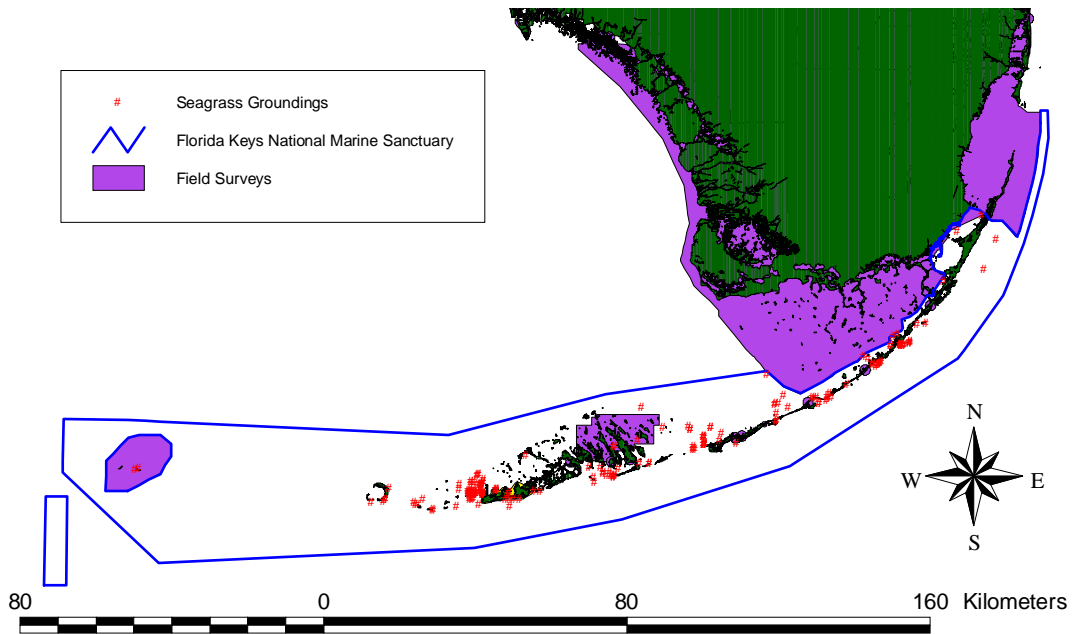 # Seagrass Groundings
Florida Keys National Marine Sanctuary
Field Surveys
N
W E
S
80 0 80 160 Kilometers